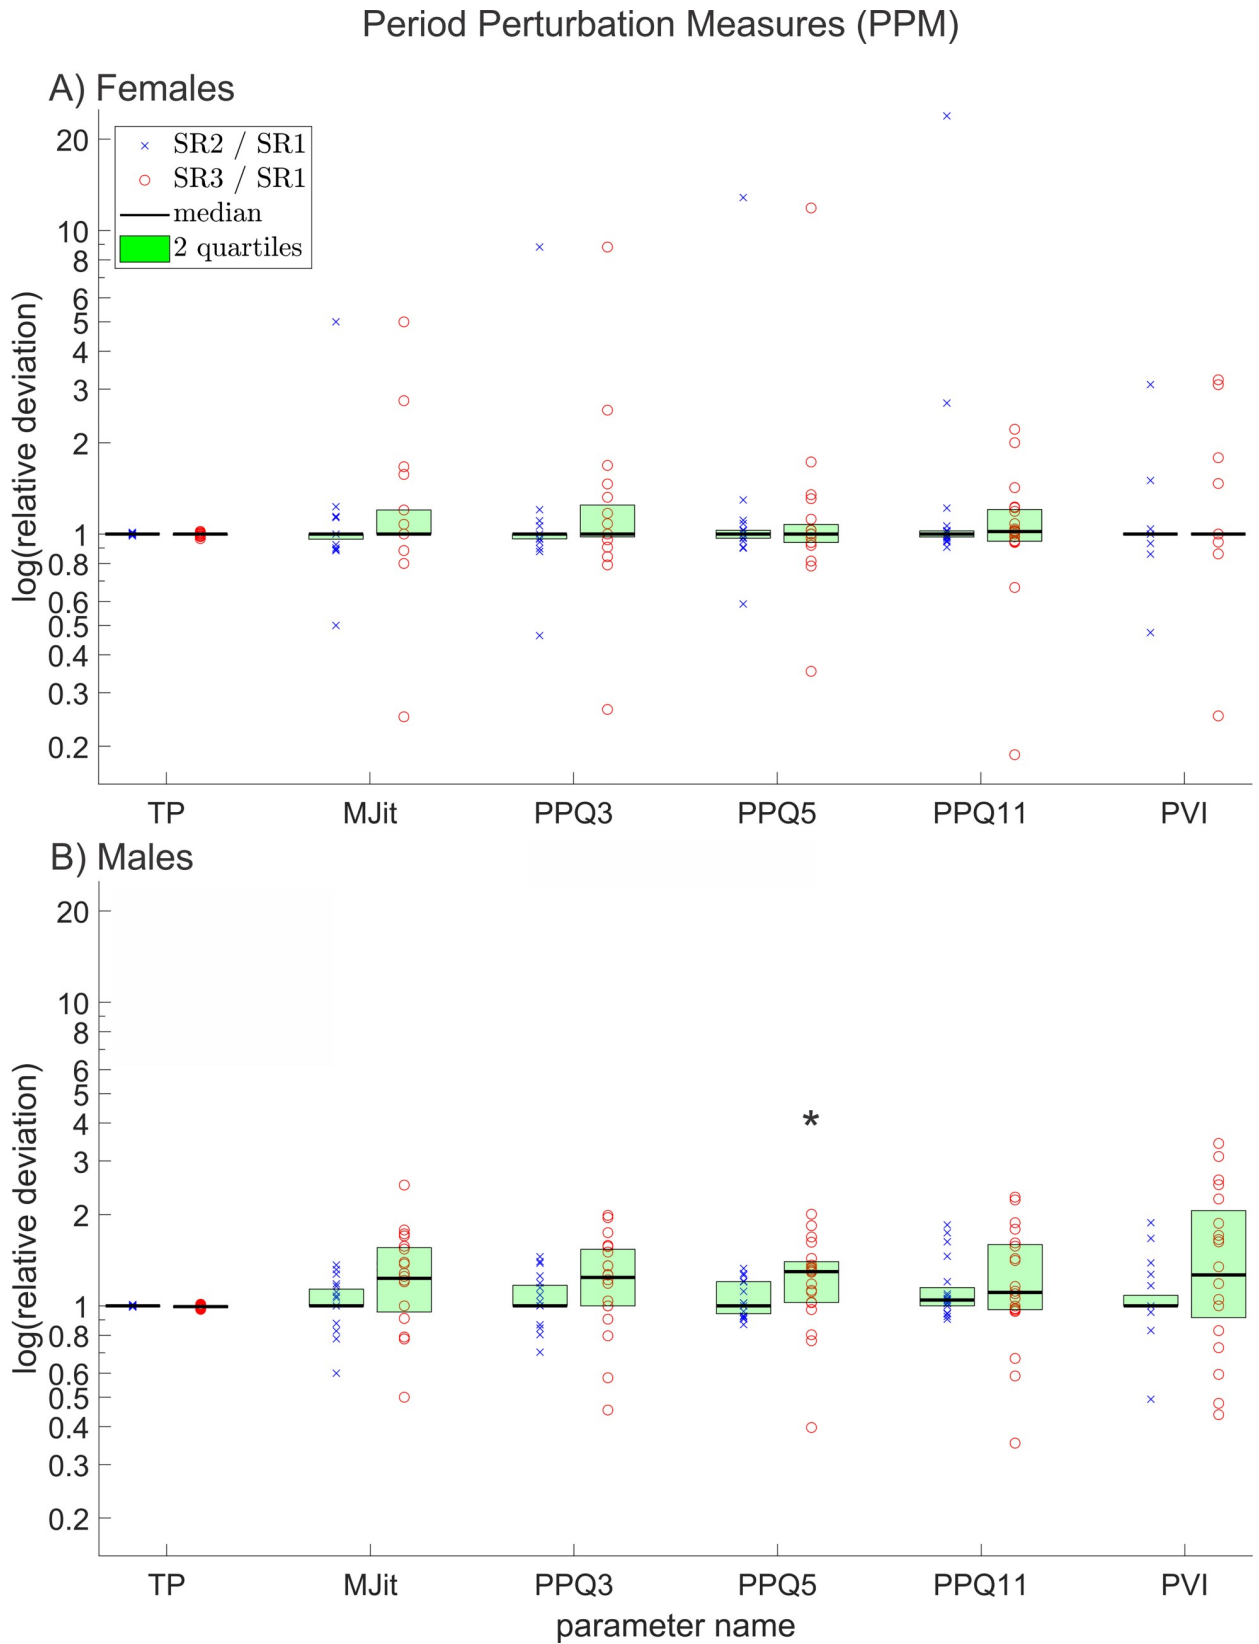 Period Perturbation Measures (PPM)
A) Females
SR2 / SR1
SR3 / SR1
median
2 quartiles
log(relative deviation)
20
10
8
6
5
4
3
2
1
0.8
0.6
0.5
0.4
0.3
0.2
TP MJit PPQ3 PPQ5 PPQ11 PVI
B) Males
log(relative deviation)
20
10
8
6
5
4
3
2
1
0.8
0.6
0.5
0.4
0.3
0.2
*
TP MJit PPQ3 PPQ5 PPQ11 PVI
parameter name